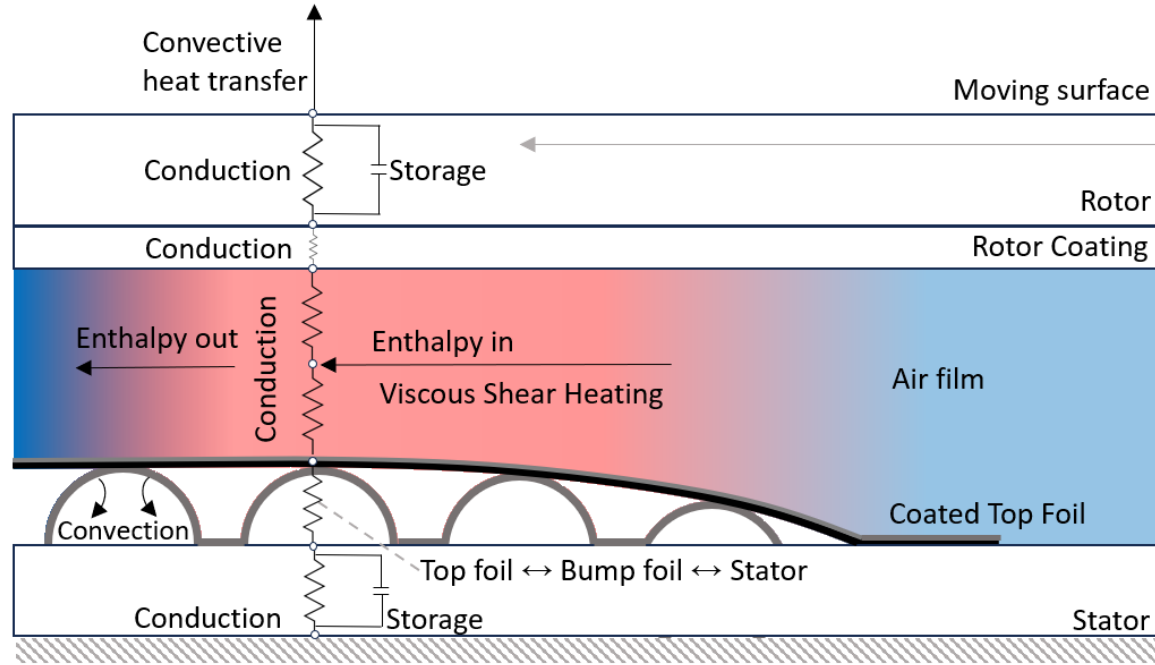 Convective
heat transfer
Moving surface
Conduction
Storage
Rotor
Conduction
Rotor Coating
Conduction
Enthalpy out
Enthalpy in
Viscous Shear Heating
Air film
Coated Top Foil
Convection
Top foil ↔ Bump foil ↔ Stator
Conduction
Storage
Stator